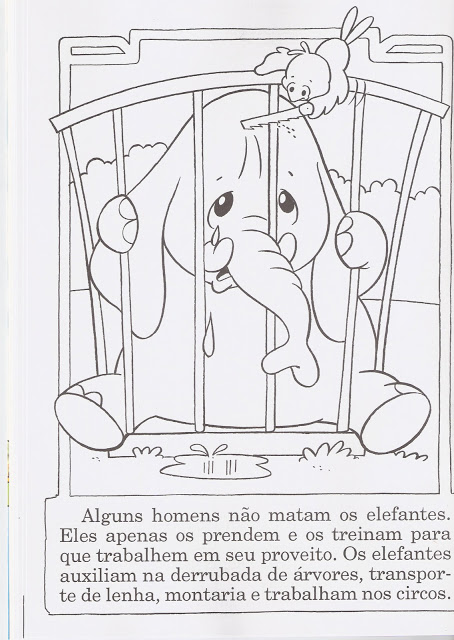 Alguns homens não matam os elefantes.
Eles apenas os prendem e os treinam para
que trabalhem em seu proveito. Os elefantes
auxiliam na derrubada de árvores, transpor-
te de lenha, montaria e trabalham nos circos.